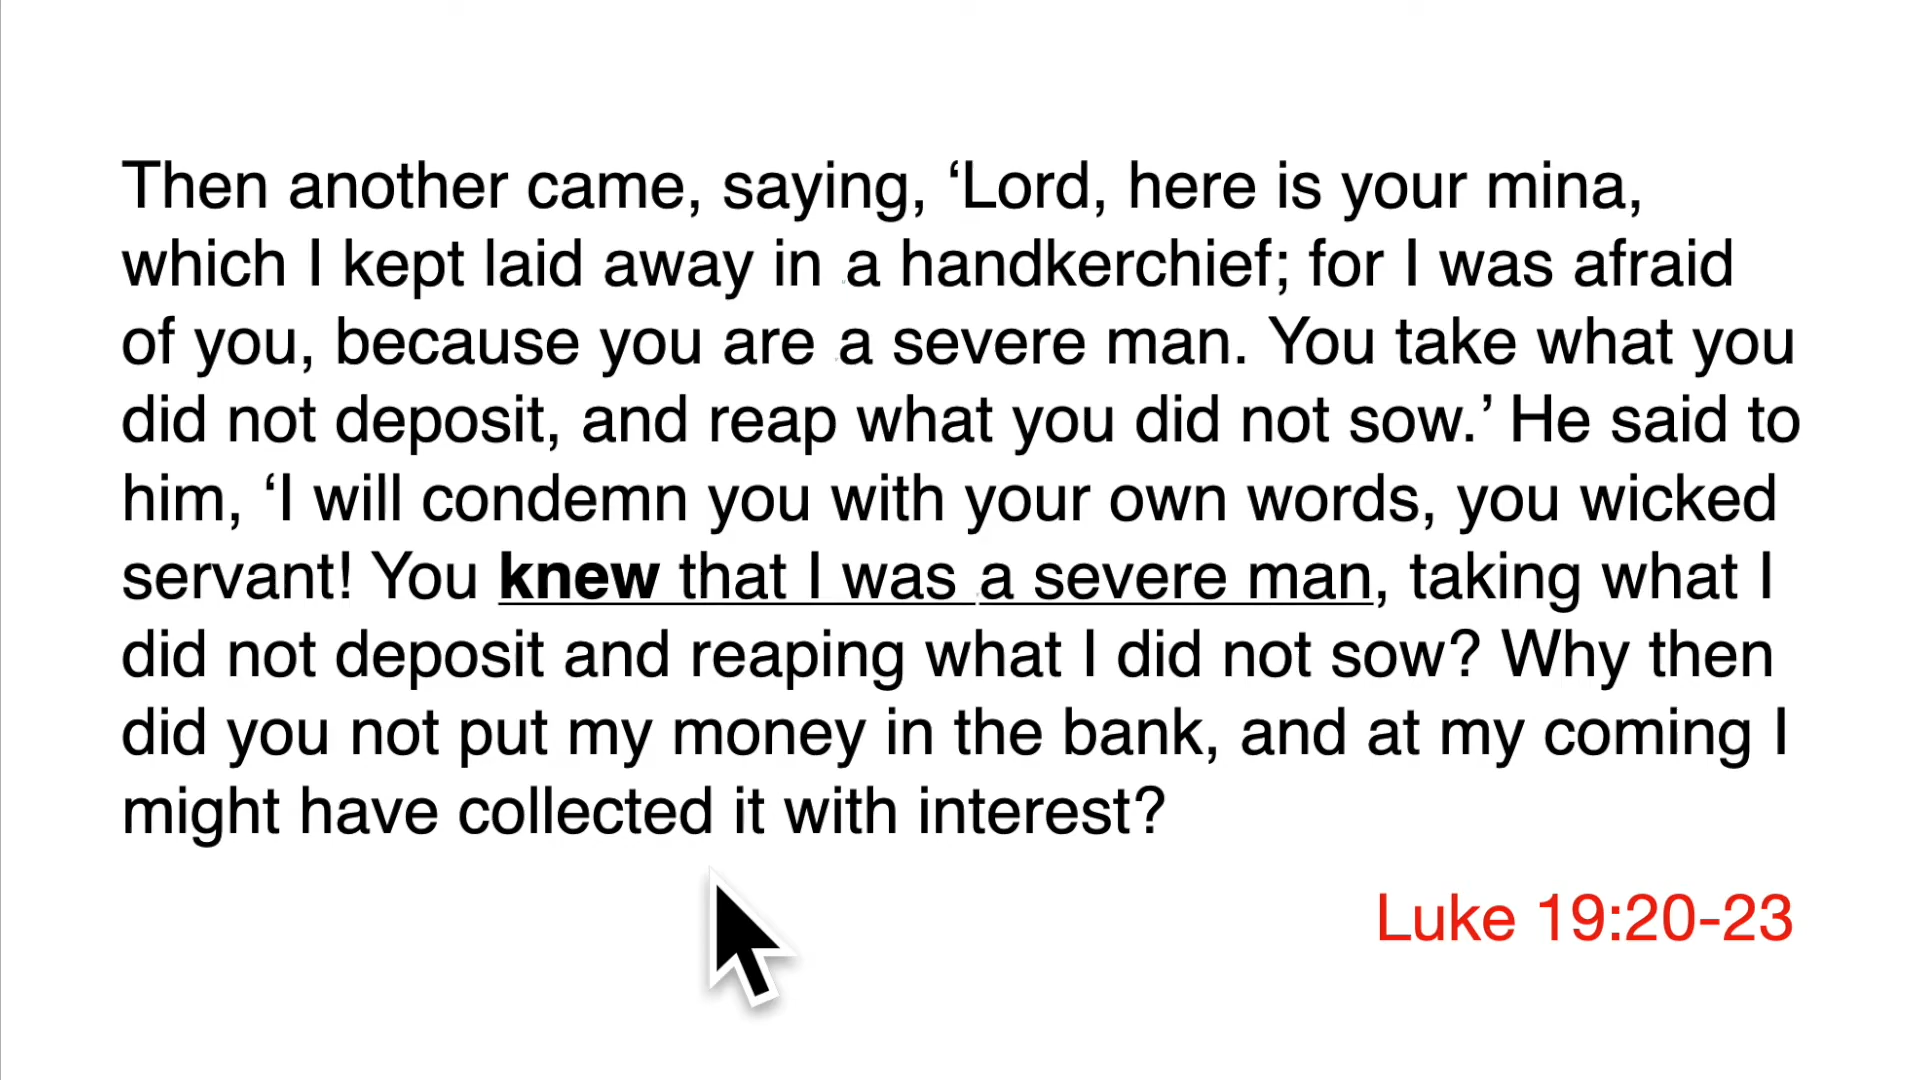 Then another came, saying, ‘Lord, here is your mina,
which I kept laid away in a handkerchief; for I was afraid
of you, because you are a severe man. You take what you
did not deposit, and reap what you did not sow.’ He said to
him, ‘I will condemn you with your own words, you wicked
servant! You knew that I was a severe man, taking what I
did not deposit and reaping what I did not sow? Why then
did you not put my money in the bank, and at my coming I
might have collected it with interest?
Luke 19:20-23